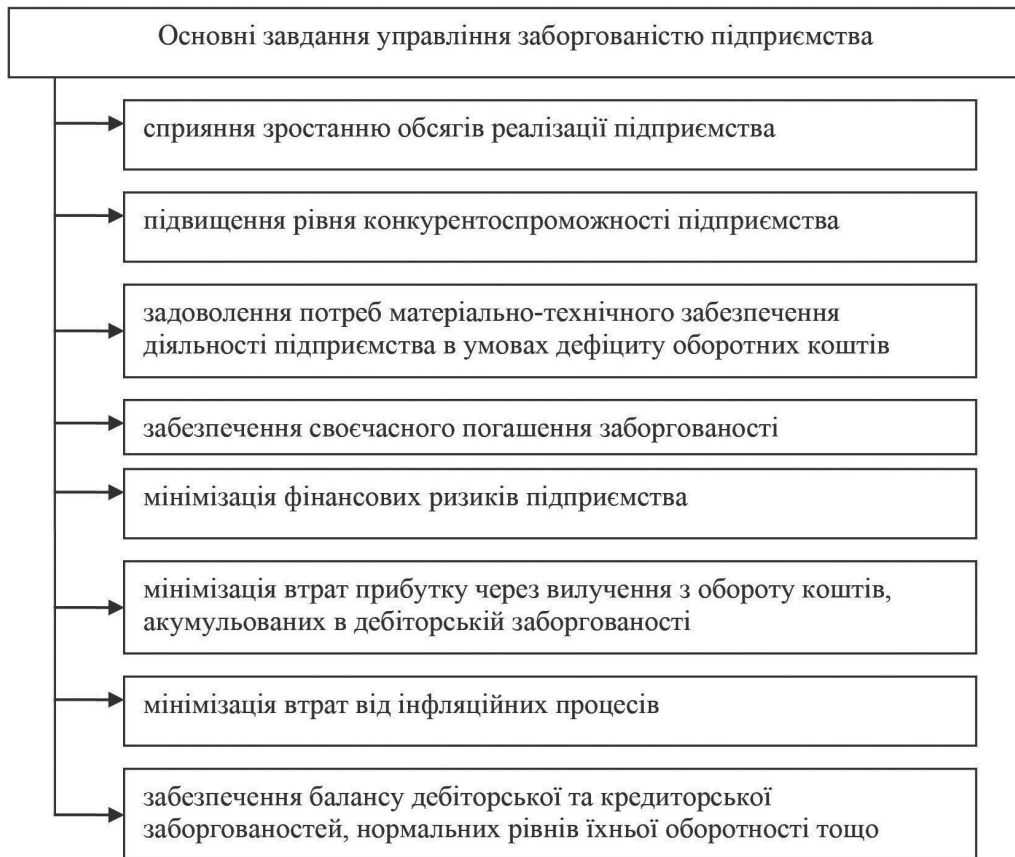 Основні завдання управління заборгованістю підприємства
сприяння зростанню обсягів реалізації підприємства
підвищення рівня конкурентоспроможності підприємства
задоволення потреб матеріально-технічного забезпечення
діяльності підприємства в умовах дефіциту оборотних коштів
забезпечення своєчасного погашення заборгованості
мінімізація фінансових ризиків підприємства
мінімізація втрат прибутку через вилучення з обороту коштів,
акумульованих в дебіторській заборгованості
мінімізація втрат від інфляційних процесів
забезпечення балансу дебіторської та кредиторської
заборгованостей, нормальних рівнів їхньої оборотності тощо